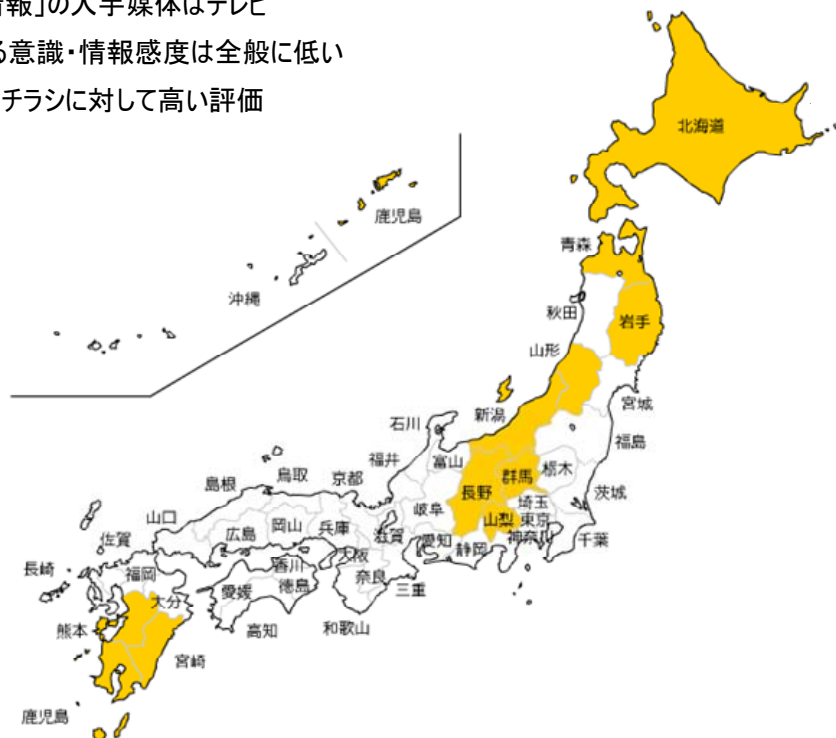 情報」の入手媒体はテレビ
る意識・情報感度は全般に低い
チラシに対して高い評価
北海道
鹿児島
青森
沖縄
秋田
岩手
山形
宮城
新潟
石川
福島
福井
富山
群馬
栃木
島根
鳥取
京都
長野
茨城
岐阜
埼玉
山口
広島
岡山
兵庫
滋賀
愛知
静岡
山梨
東京
神奈川
千葉
佐賀
大阪
長崎
福岡
香川
奈良
愛媛
徳島
三重
大分
熊本
高知
和歌山
宮崎
鹿児島